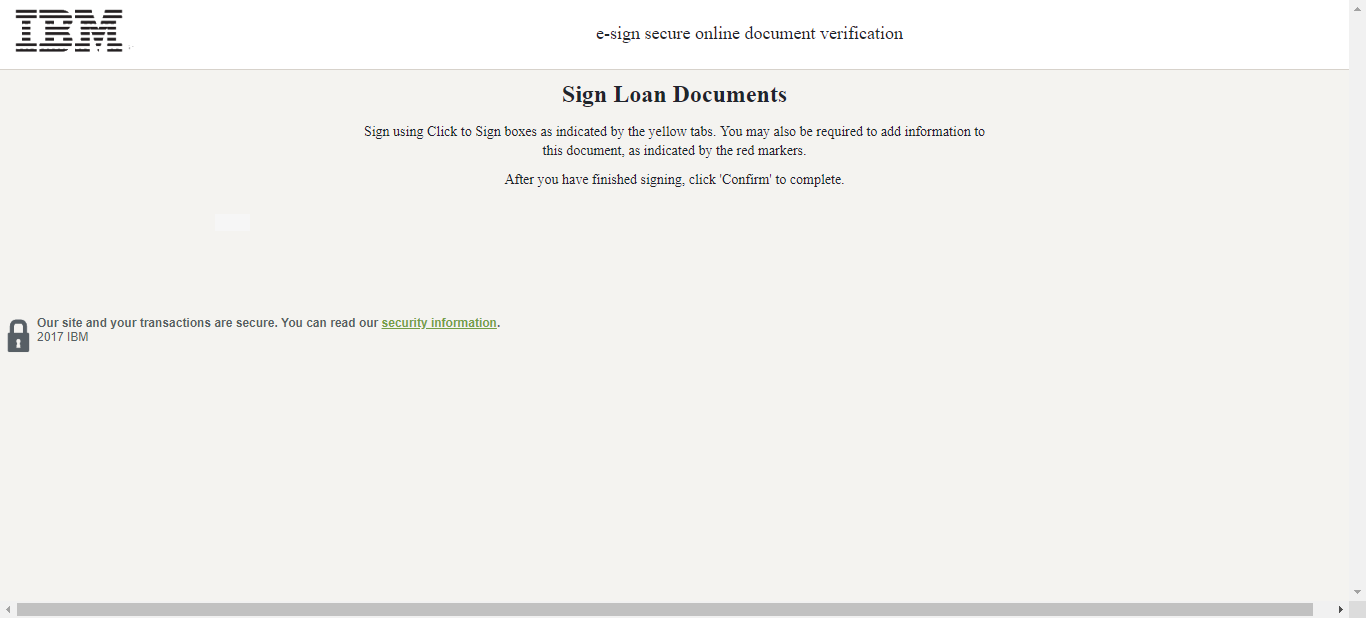 IBM
e-sign secure online document verification
Sign Loan Documents
Sign using Click to Sign boxes as indicated by the yellow tabs. You may also be required to add information to
this document, as indicated by the red markers.
After you have finished signing, click 'Confirm' to complete.
Our site and your transactions are secure. You can read our security information.
2017 IBM